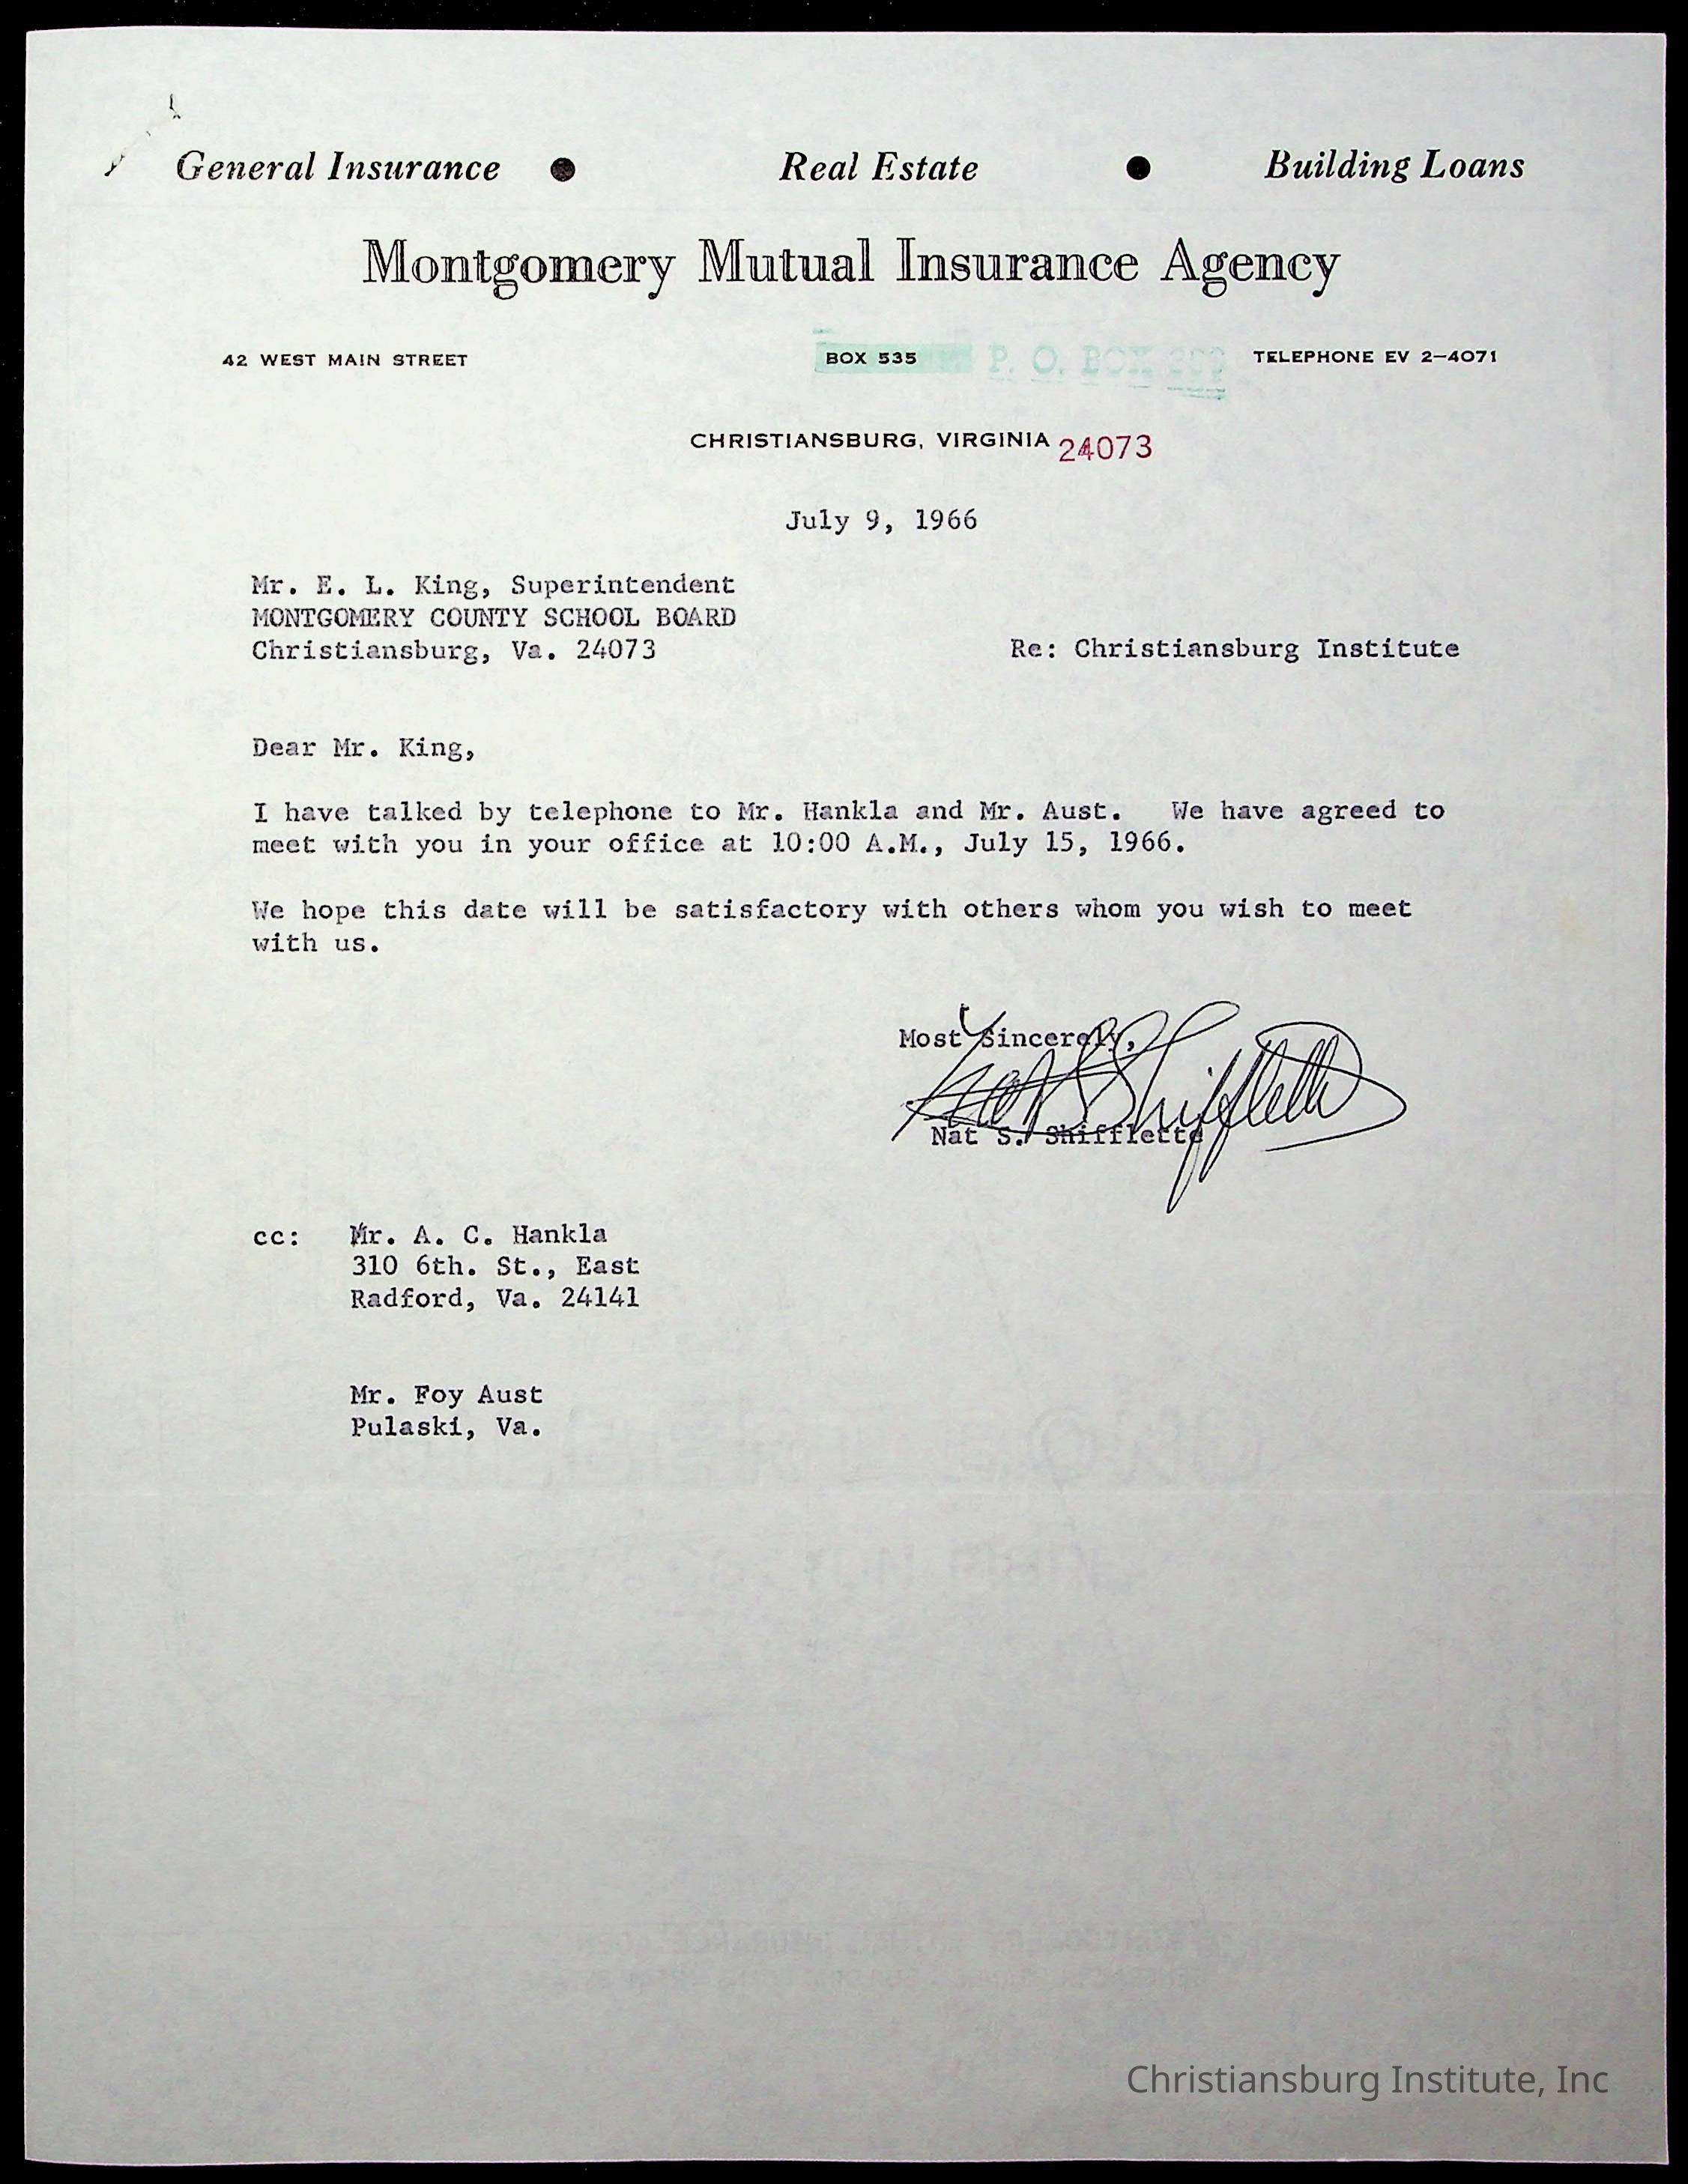 General Insurance ● Real Estate ● Building Loans
Montgomery Mutual Insurance Agency
42 WEST MAIN STREET BOX 535 P. O. BOX TELEPHONE EV 2-4071
CHRISTIANSBURG, VIRGINIA 24073
July 9, 1966
Mr. E. L. King, Superintendent
MONTGOMERY COUNTY SCHOOL BOARD
Christiansburg, Va. 24073
Re: Christiansburg Institute
Dear Mr. King,
I have talked by telephone to Mr. Hankla and Mr. Aust. We have agreed to
meet with you in your office at 10:00 A.M., July 15, 1966.
We hope this date will be satisfactory with others whom you wish to meet
with us.
Most Sincerely,
Nat S Shifflette
Nat S. Shifflette
cc: Mr. A. C. Hankla
310 6th. St., East
Radford, Va. 24141
Mr. Foy Aust
Pulaski, Va.
Christiansburg Institute, Inc